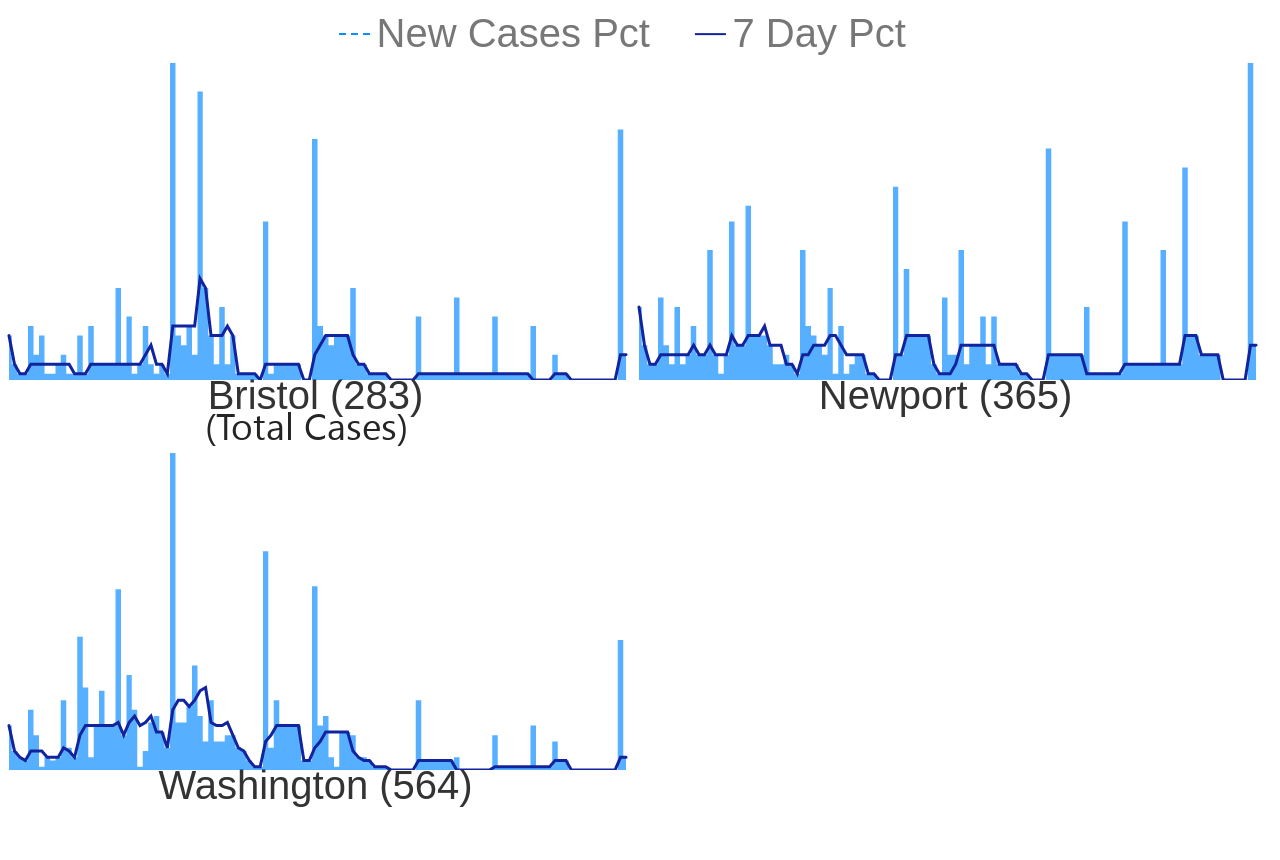 New Cases Pct 7 Day Pct
Bristol (283)
(Total Cases)
Newport (365)
Washington (564)